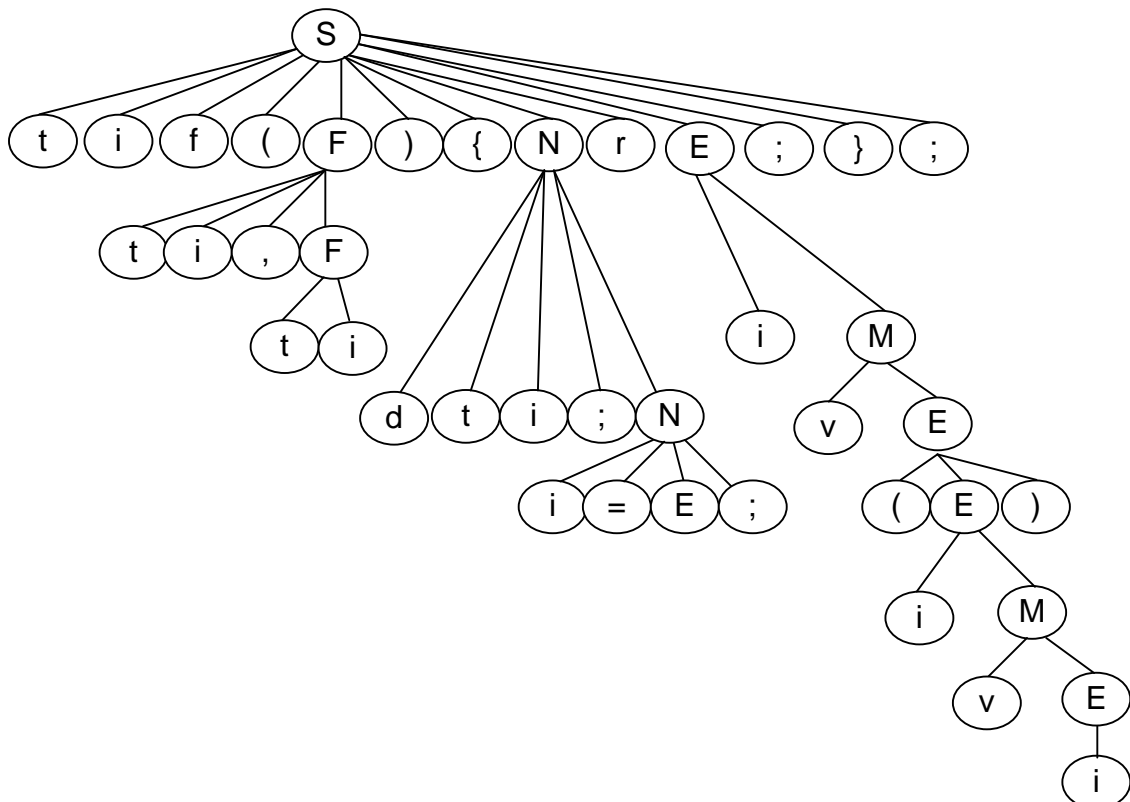 S
t i f ( F ) { N r E ; } ;
t i , F
t i
i M
d t i ; N
v E
i = E ;
( E )
i M
v E
i